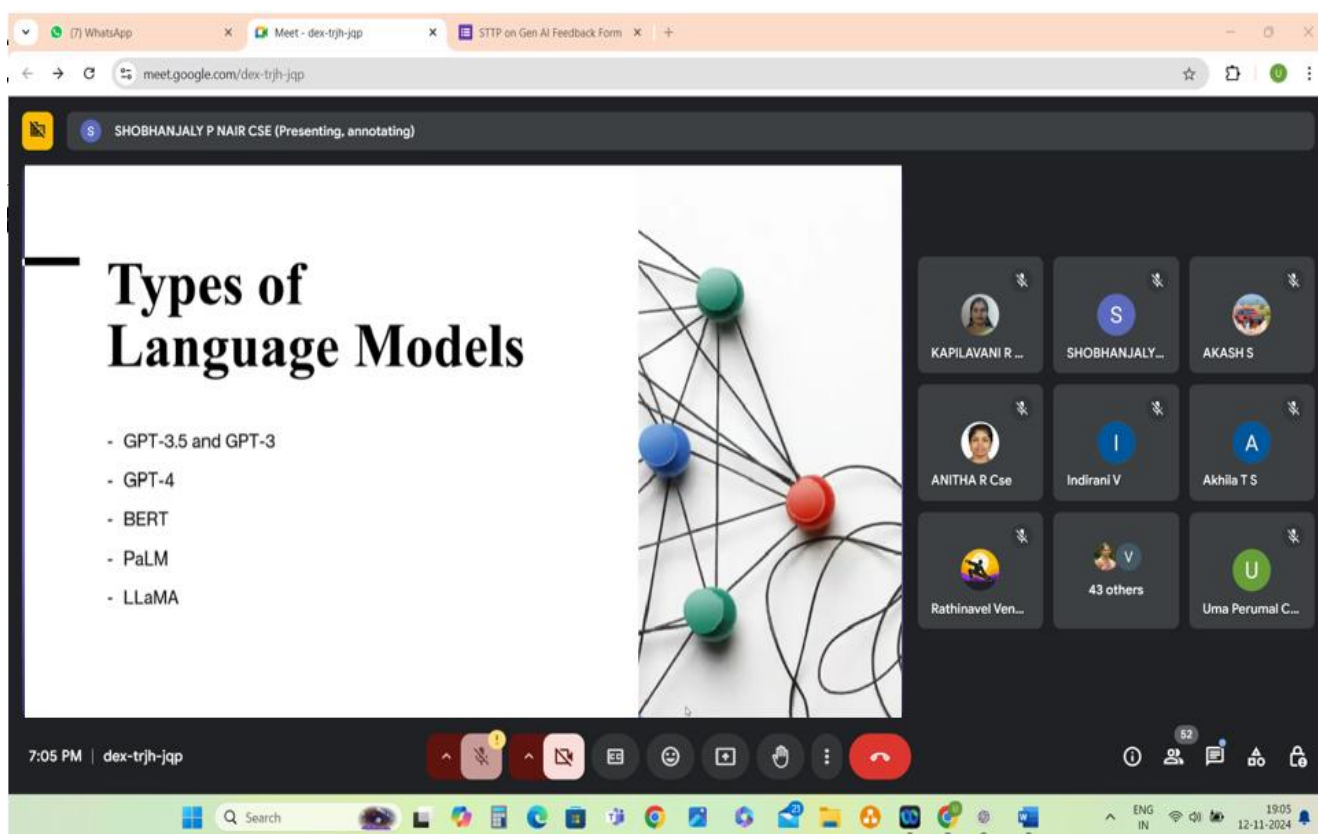 (7) WhatsApp
Meet - dex-trjh-jqp
STTP on Gen AI Feedback Form
meet.google.com/dex-trjh-jqp
U
S
SHOBHANJALY P NAIR CSE (Presenting, annotating)
Types of
Language Models
- GPT-3.5 and GPT-3
- GPT-4
- BERT
- PaLM
- LLaMA
KAPILAVANI R ...
S
SHOBHANJALY...
AKASH S
ANITHA R Cse
I
Indirani V
A
Akhila T S
Rathinavel Ven...
V
43 others
U
Uma Perumal C...
7:05 PM | dex-trjh-jqp
52
Search
21
ENG
IN
19:05
12-11-2024